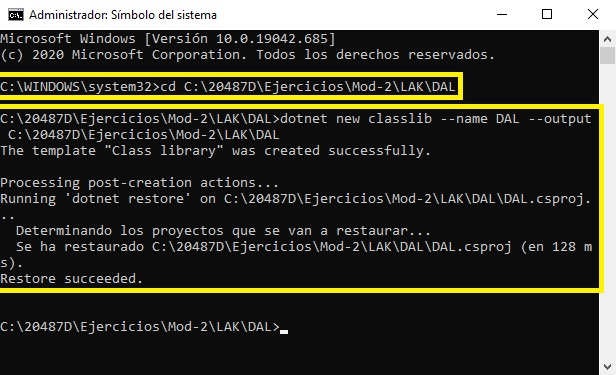 Administrador: Símbolo del sistema
Microsoft Windows [Versión 10.0.19042.685]
(c) 2020 Microsoft Corporation. Todos los derechos reservados.
C:\WINDOWS\system32>cd C:\20487D\Ejercicios\Mod-2\LAK\DAL
C:\20487D\Ejercicios\Mod-2\LAK\DAL>dotnet new classlib --name DAL --output
C:\20487D\Ejercicios\Mod-2\LAK\DAL
The template "Class library" was created successfully.
Processing post-creation actions...
Running 'dotnet restore' on C:\20487D\Ejercicios\Mod-2\LAK\DAL\DAL.csproj.
..
Determinando los proyectos que se van a restaurar...
Se ha restaurado C:\20487D\Ejercicios\Mod-2\LAK\DAL\DAL.csproj (en 128 m
s).
Restore succeeded.
C:\20487D\Ejercicios\Mod-2\LAK\DAL>